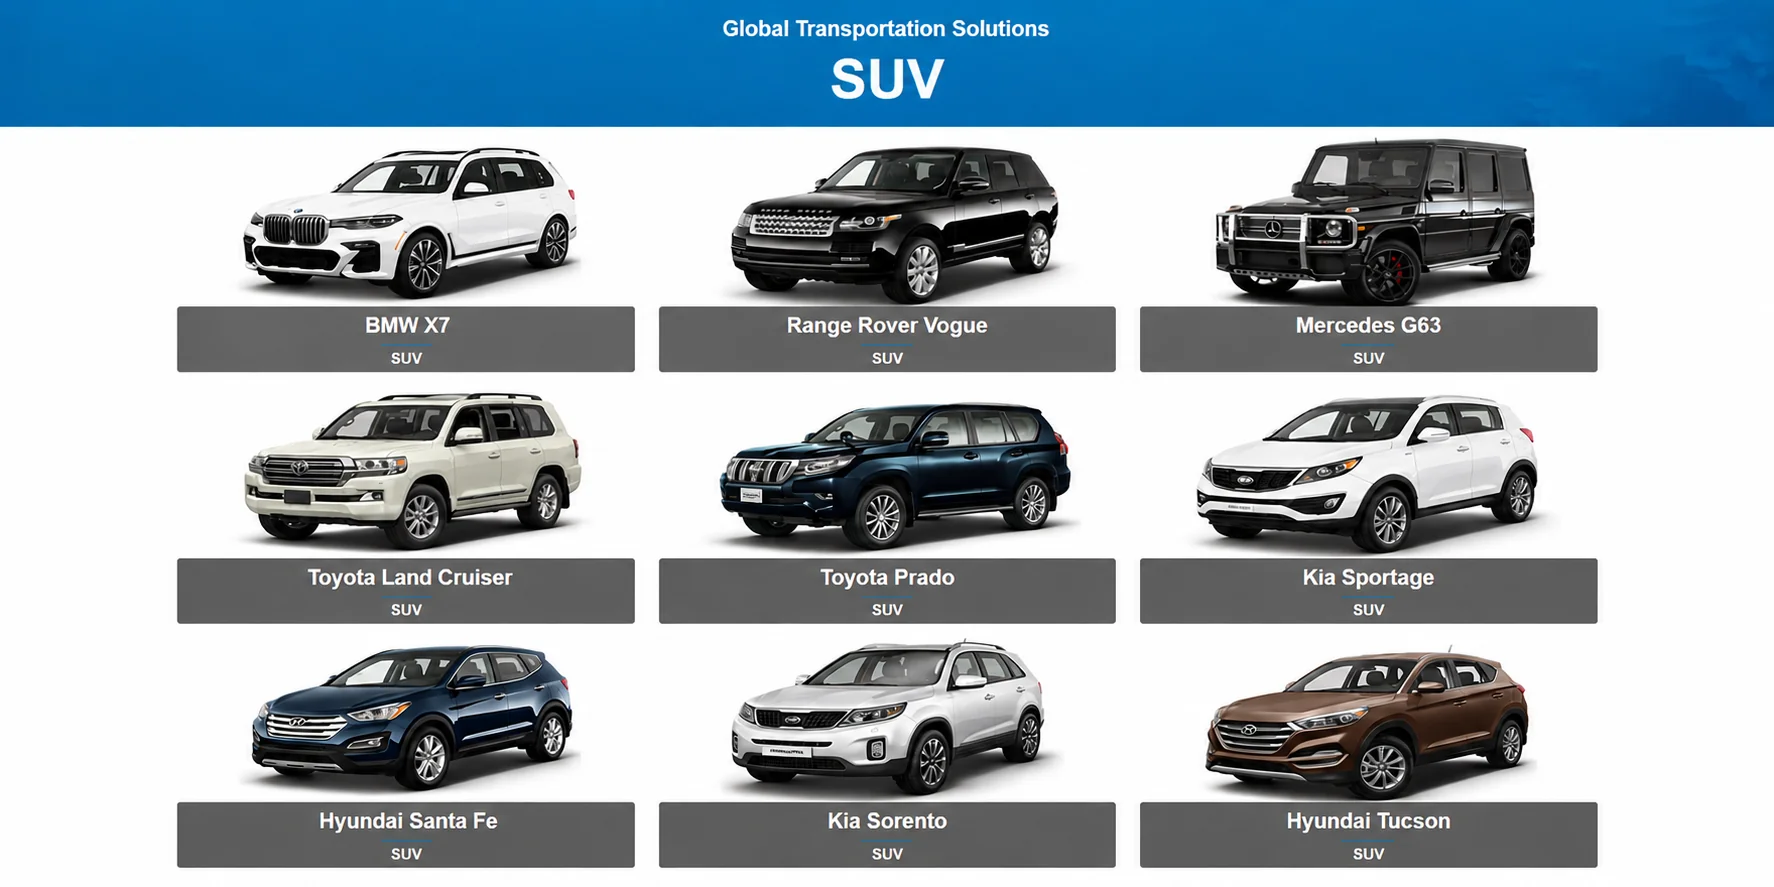 Global Transportation Solutions
SUV
BMW X7
SUV
Range Rover Vogue
SUV
Mercedes G63
SUV
Toyota Land Cruiser
SUV
Toyota Prado
SUV
Kia Sportage
SUV
Hyundai Santa Fe
SUV
Kia Sorento
SUV
Hyundai Tucson
SUV